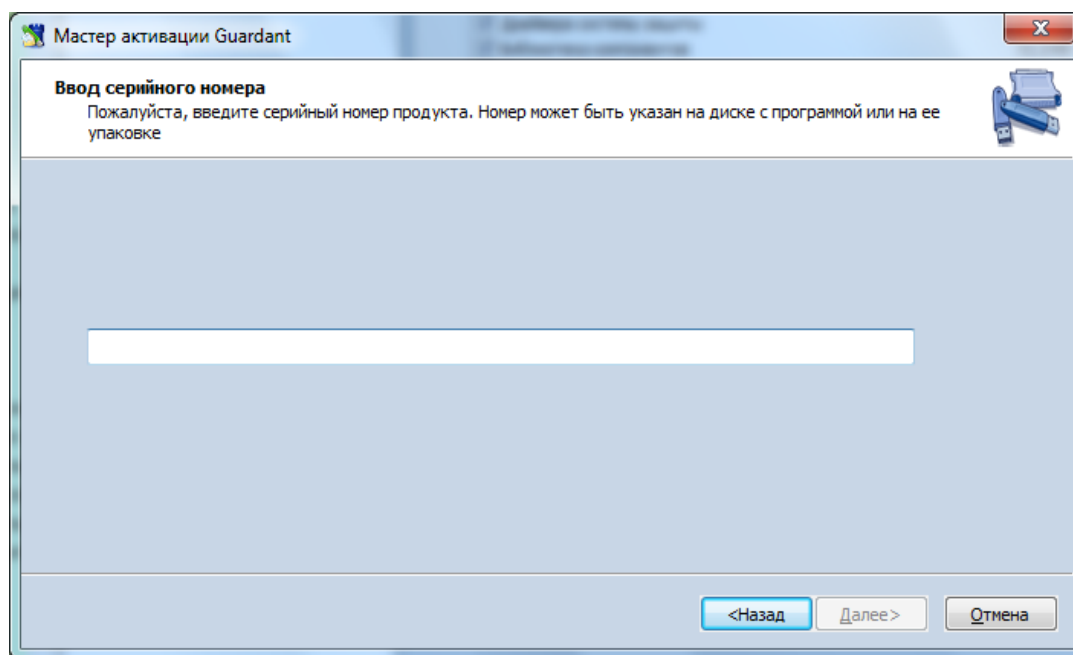 Мастер активации Guardant
Ввод серийного номера
Пожалуйста, введите серийный номер продукта. Номер может быть указан на диске с программой или на ее
упаковке
<Назад
Далее>
Отмена